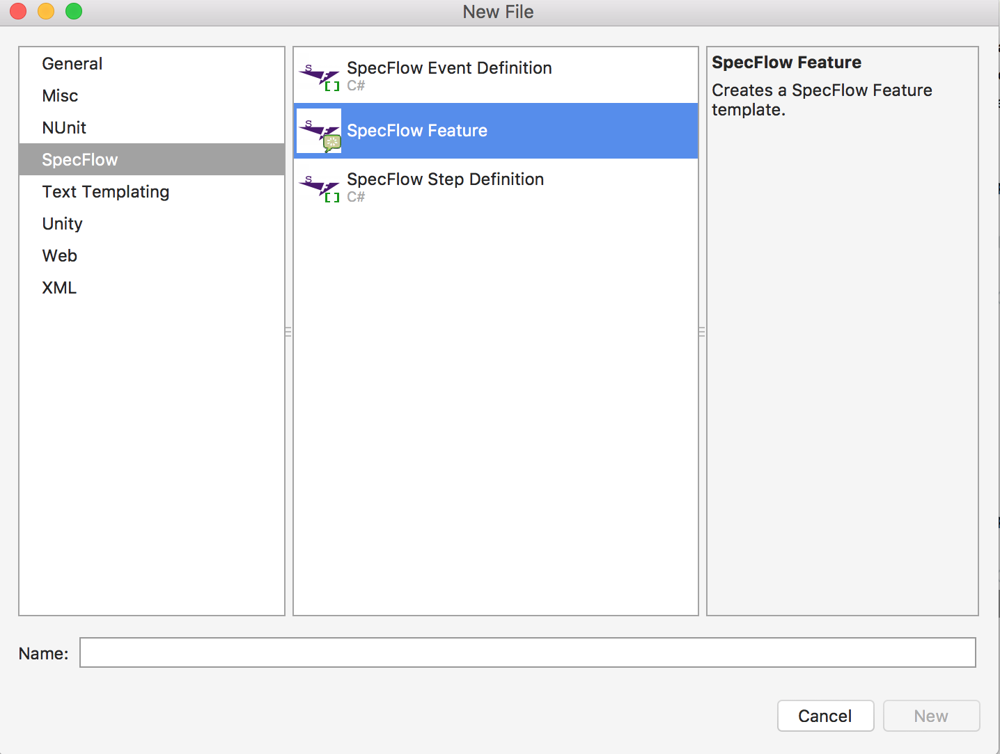 New File
General
Misc
NUnit
SpecFlow
Text Templating
Unity
Web
XML
SpecFlow Event Definition
C#
SpecFlow Feature
SpecFlow Step Definition
C#
SpecFlow Feature
Creates a SpecFlow Feature
template.
Name:
Cancel
New